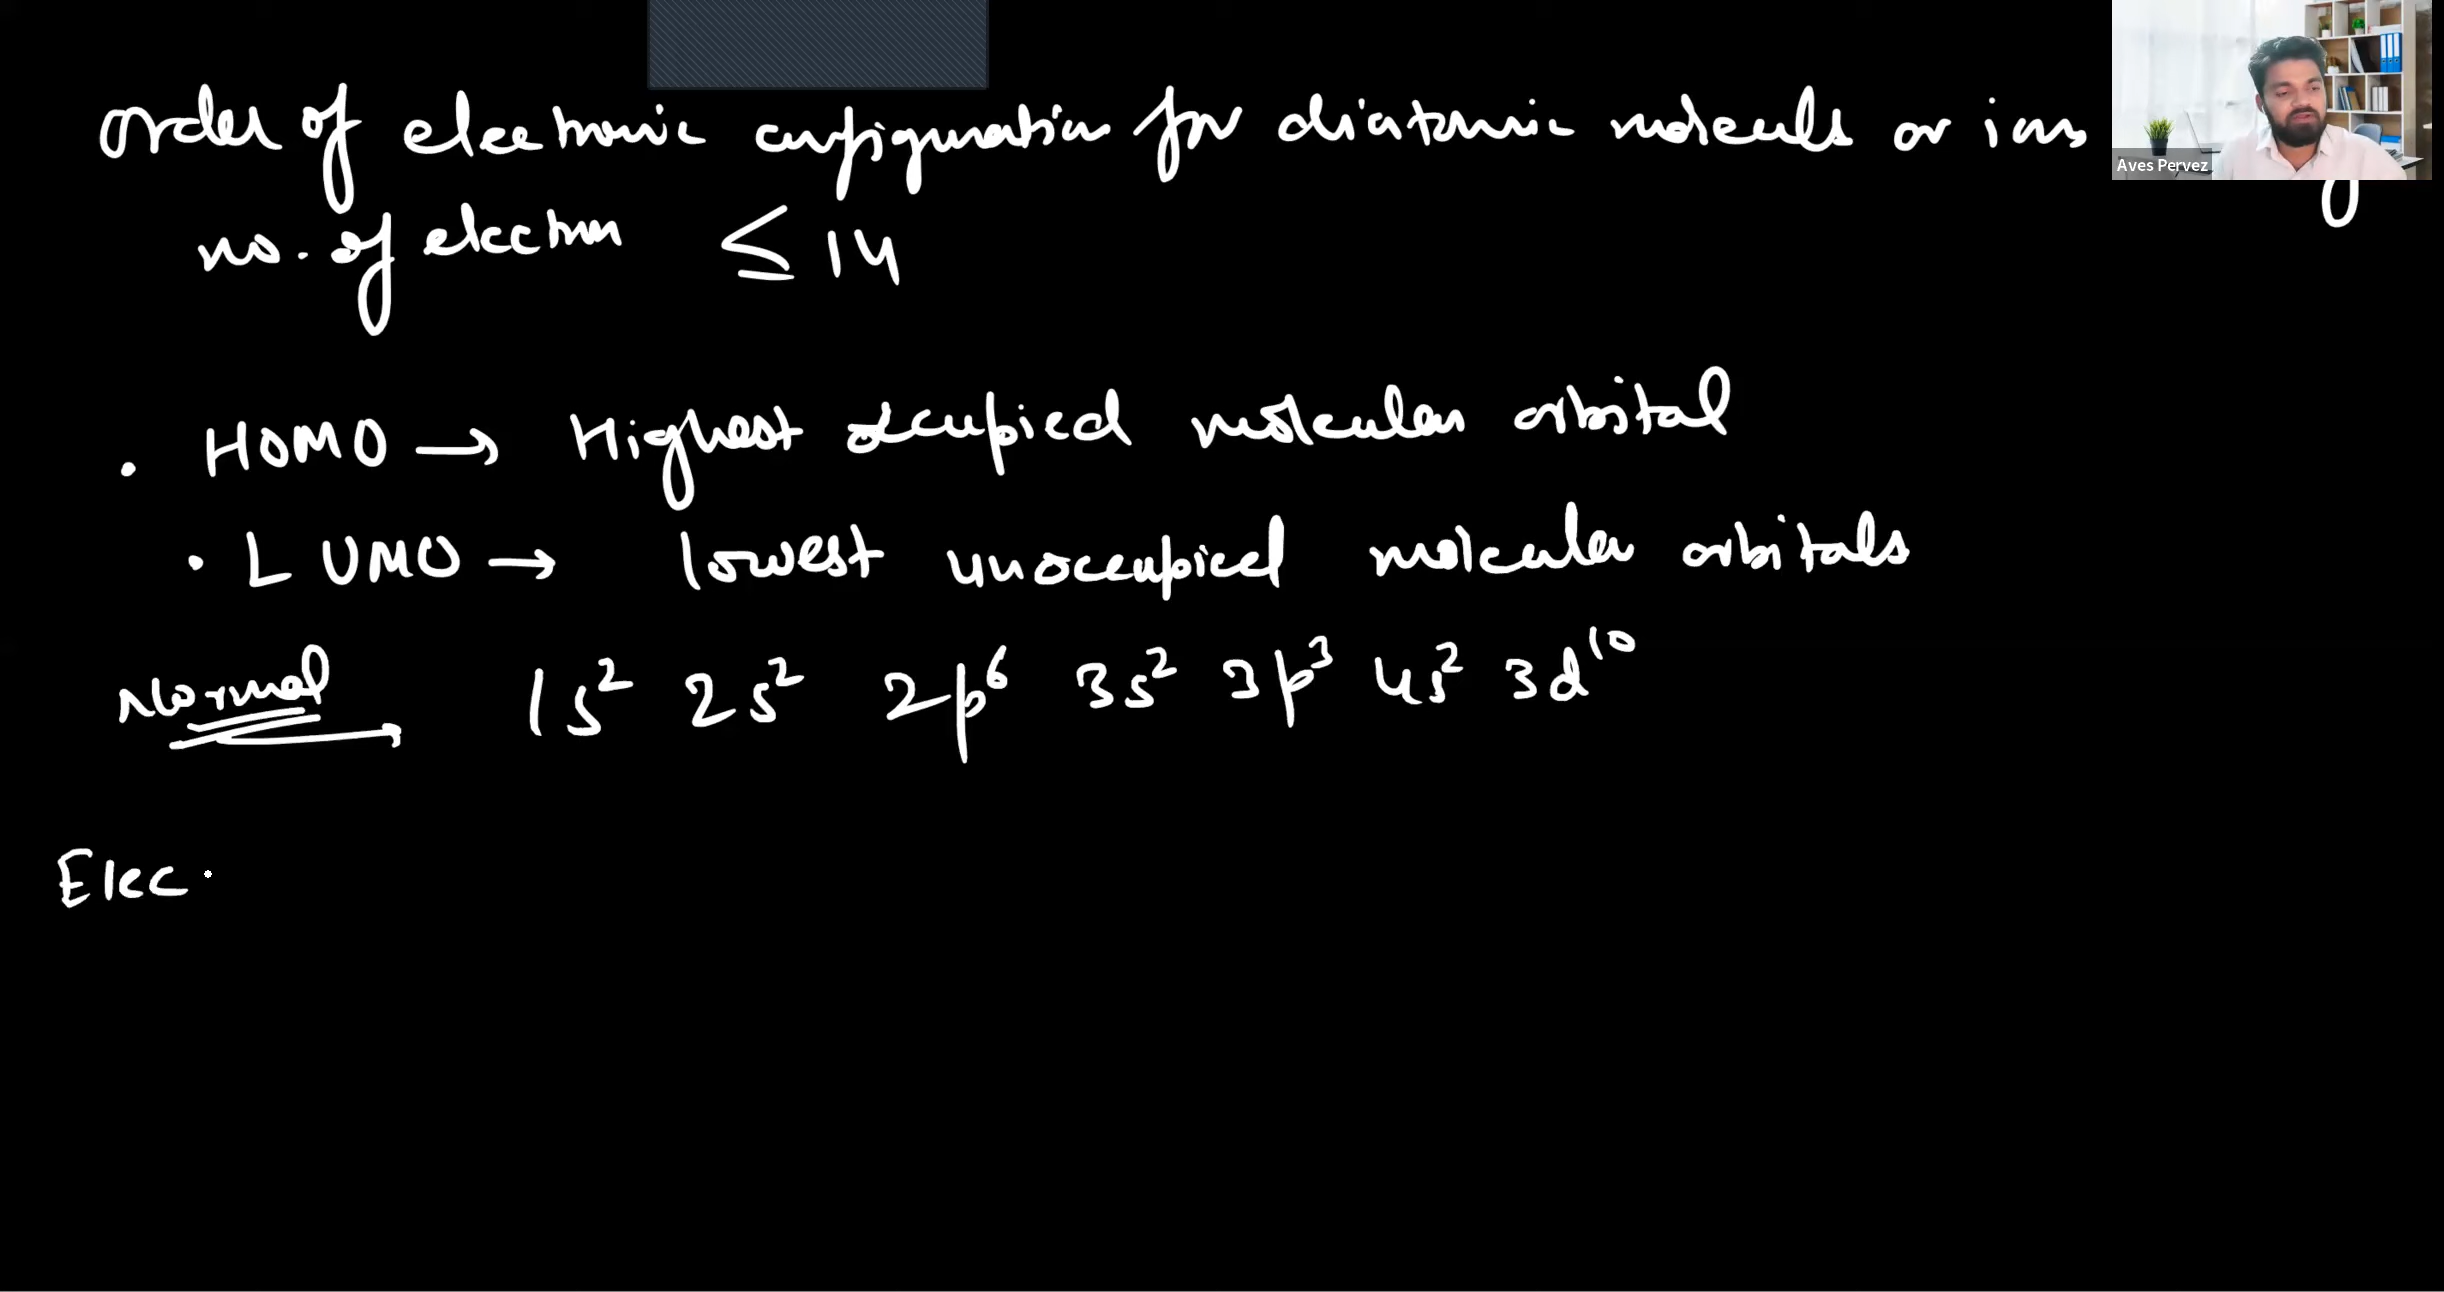 order of electronic configuration for diatomic molecule or ions
no. of electron ≤ 14
. HOMO → Highest occupied molecular orbital
. LUMO → lowest unoccupied molecular orbitals
Normal → 1s² 2s² 2p⁶ 3s² 3p³ 4s² 3d¹⁰
Elec
Aves Pervez